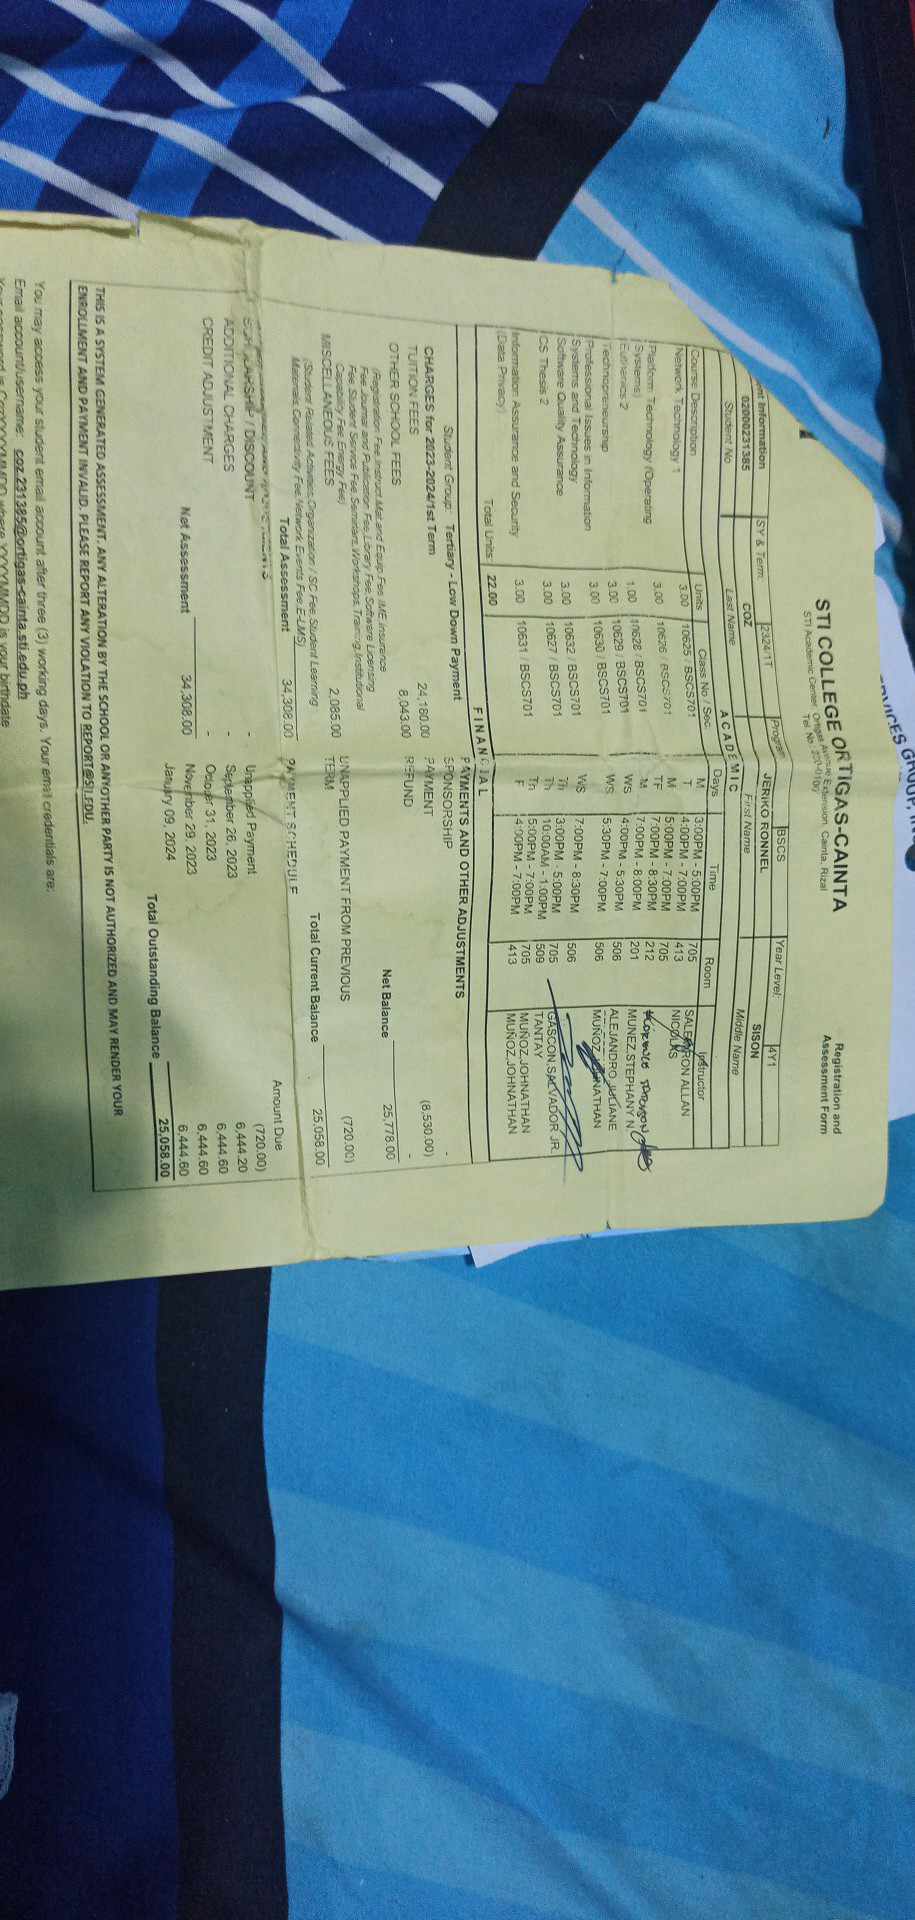 RVICES GROUP, IN
STI COLLEGE ORTIGAS-CAINTA
STI Academic Center, Ortigas Avenue Extension, Cainta, Rizal
Tel. No.: 220-0100
Registration and
Assessment Form
ent Information SY & Term: 2324/1T Program BSCS Year Level: 4Y1
02000231385 COZ JERIKO RONNEL SISON
Student No Last Name First Name Middle Name
ACADEMIC
Course Description Units Class No / Sec. Days Time Room Instructor
Network Technology 1 3.00 10625 / BSCS701 M 3:00PM - 5:00PM 705 ALLAN
T 4:00PM - 7:00PM 413 NICOLAS
Platform Technology (Operating 3.00 10626 / BSCS701 M 5:00PM - 7:00PM 705
Systems) TF 7:00PM - 8:30PM 212
Euthenics 2 1.00 10628 / BSCS701 M 7:00PM - 8:00PM 201 MUNEZ,STEPHANY N.
Technopreneurship 3.00 10629 / BSCS701 WS 4:00PM - 5:30PM 506 ALEJANDRO,JULIANE
Professional Issues in Information 3.00 10630 / BSCS701 WS 5:30PM - 7:00PM 506 MUÑOZ,JOHNATHAN
Systems and Technology
Software Quality Assurance 3.00 10632 / BSCS701 WS 7:00PM - 8:30PM 506
CS Thesis 2 3.00 10627 / BSCS701 Th 3:00PM - 5:00PM 705 GASCON,SALVADOR JR.
Th 10:00AM - 1:00PM 509 TANTAY
Information Assurance and Security 3.00 10631 / BSCS701 Th 5:00PM - 7:00PM 705 MUÑOZ,JOHNATHAN
(Data Privacy) F 4:00PM - 7:00PM 413 MUÑOZ,JOHNATHAN
Total Units: 22.00
FINANCIAL
Student Group: Tertiary - Low Down Payment
CHARGES for 2023-2024/1st Term
TUITION FEES 24,180.00
OTHER SCHOOL FEES 8,043.00
(Registration Fee,Instruct.Mat.and Equip.Fee IME,Insurance
Fee,Journal and Publication Fee,Library Fee,Software Licensing
Fee,Student Service Fee,Seminars,Workshops,Training,Institutional
Capability Fee,Energy Fee)
MISCELLANEOUS FEES 2,085.00
(Student Related Activities,Organization / SC Fee,Student Learning
Materials,Connectivity Fee,Network Events Fee,E-LMS)
Total Assessment 34,308.00
SCHOLARSHIP / DISCOUNT -
ADDITIONAL CHARGES -
CREDIT ADJUSTMENT -
Net Assessment 34,308.00
PAYMENTS AND OTHER ADJUSTMENTS
SPONSORSHIP -
PAYMENT (8,530.00)
REFUND -
Net Balance 25,778.00
UNAPPLIED PAYMENT FROM PREVIOUS (720.00)
TERM
Total Current Balance 25,058.00
PAYMENT SCHEDULE
Amount Due
Unapplied Payment (720.00)
September 26, 2023 6,444.20
October 31, 2023 6,444.60
November 29, 2023 6,444.60
January 09, 2024 6,444.60
Total Outstanding Balance 25,058.00
THIS IS A SYSTEM GENERATED ASSESSMENT. ANY ALTERATION BY THE SCHOOL OR ANYOTHER PARTY IS NOT AUTHORIZED AND MAY RENDER YOUR
ENROLLMENT AND PAYMENT INVALID. PLEASE REPORT ANY VIOLATION TO REPORT@STI.EDU.
You may access your student email account after three (3) working days. Your email credentials are:
Email account/username: coz.231385@ortigas-cainta.sti.edu.ph
Your password is CozYYYYMMDD where YYYYMMDD is your birthdate